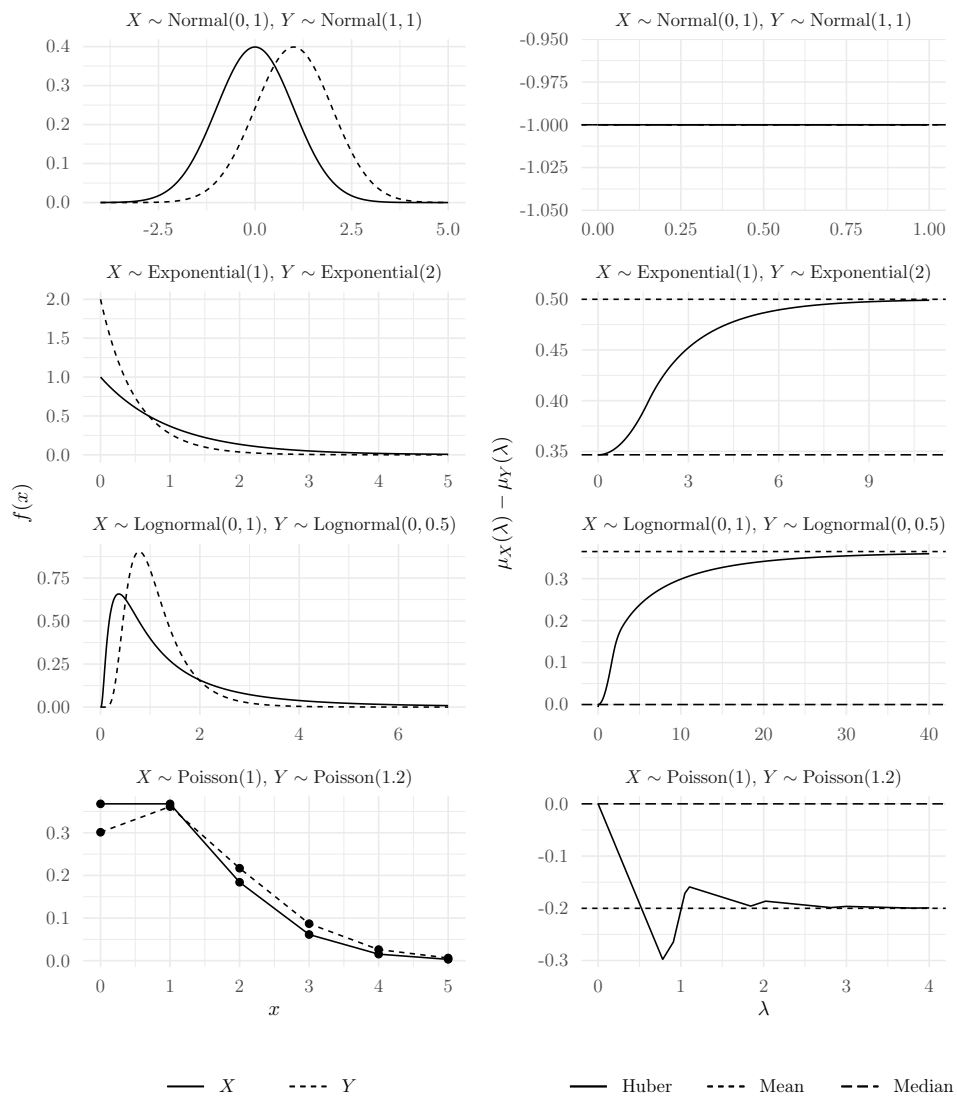 X ∼ Normal(0, 1), Y ∼ Normal(1, 1)
0.4
0.3
0.2
0.1
0.0
-2.5 0.0 2.5 5.0
X ∼ Normal(0, 1), Y ∼ Normal(1, 1)
-0.950
-0.975
-1.000
-1.025
-1.050
0.00 0.25 0.50 0.75 1.00
X ∼ Exponential(1), Y ∼ Exponential(2)
2.0
1.5
1.0
0.5
0.0
0 1 2 3 4 5
X ∼ Exponential(1), Y ∼ Exponential(2)
0.50
0.45
0.40
0.35
0 3 6 9
f(x)
μX(λ) − μY(λ)
X ∼ Lognormal(0, 1), Y ∼ Lognormal(0, 0.5)
0.75
0.50
0.25
0.00
0 2 4 6
X ∼ Lognormal(0, 1), Y ∼ Lognormal(0, 0.5)
0.3
0.2
0.1
0.0
0 10 20 30 40
X ∼ Poisson(1), Y ∼ Poisson(1.2)
0.3
0.2
0.1
0.0
0 1 2 3 4 5
x
X ∼ Poisson(1), Y ∼ Poisson(1.2)
0.0
-0.1
-0.2
-0.3
0 1 2 3 4
λ
X Y
Huber Mean Median